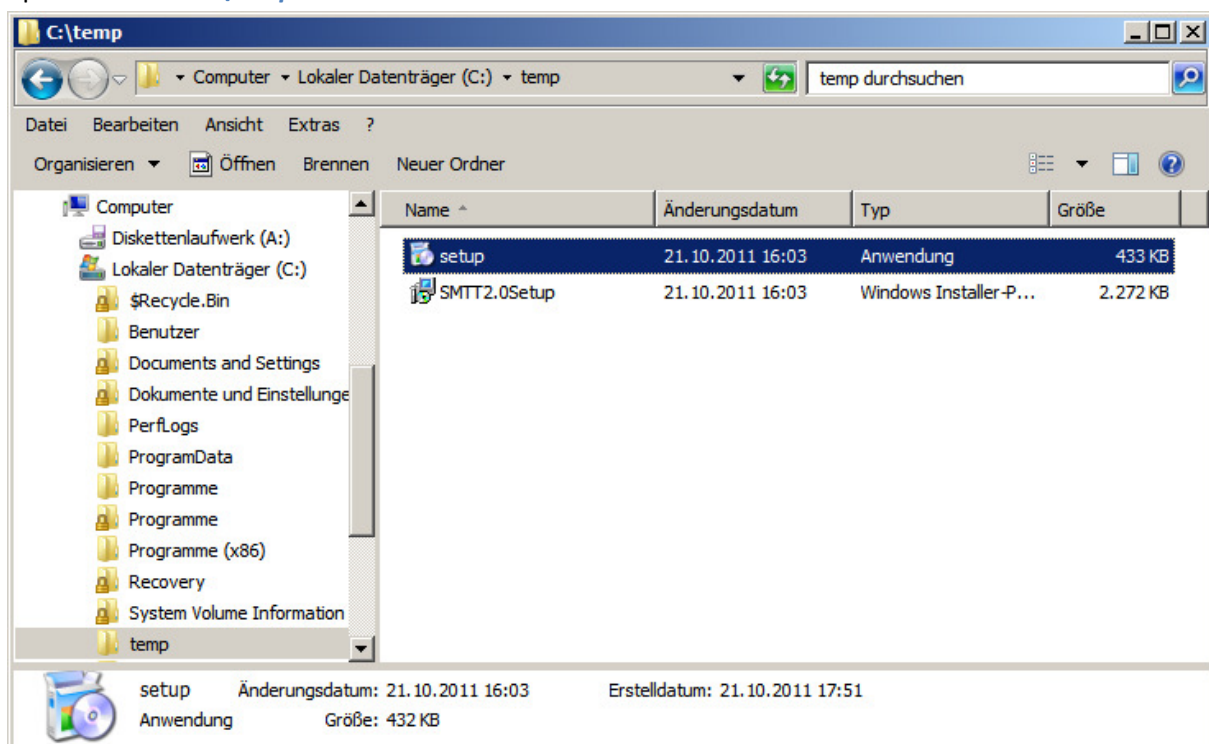 C:\temp
Computer Lokaler Datenträger (C:) temp temp durchsuchen
Datei Bearbeiten Ansicht Extras ?
Organisieren Öffnen Brennen Neuer Ordner
Computer
Diskettenlaufwerk (A:)
Lokaler Datenträger (C:)
$Recycle.Bin
Benutzer
Documents and Settings
Dokumente und Einstellunge
PerfLogs
ProgramData
Programme
Programme
Programme (x86)
Recovery
System Volume Information
temp
Name Änderungsdatum Typ Größe
setup 21.10.2011 16:03 Anwendung 433 KB
SMTT2.0Setup 21.10.2011 16:03 Windows Installer-P... 2.272 KB
setup Änderungsdatum: 21.10.2011 16:03 Erstelldatum: 21.10.2011 17:51
Anwendung Größe: 432 KB